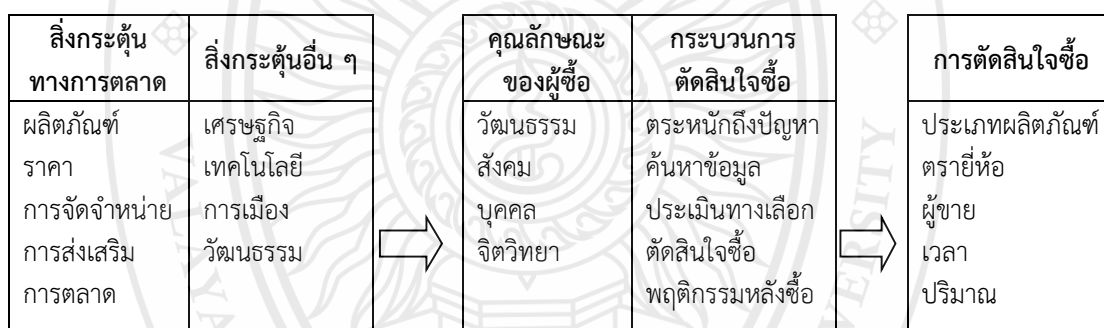 สิ่งกระตุ้น
ทางการตลาด
สิ่งกระตุ้นอื่น ๆ
ผลิตภัณฑ์
ราคา
การจัดจำหน่าย
การส่งเสริม
การตลาด
เศรษฐกิจ
เทคโนโลยี
การเมือง
วัฒนธรรม
คุณลักษณะ
ของผู้ซื้อ
กระบวนการ
ตัดสินใจซื้อ
วัฒนธรรม
สังคม
บุคคล
จิตวิทยา
ตระหนักถึงปัญหา
ค้นหาข้อมูล
ประเมินทางเลือก
ตัดสินใจซื้อ
พฤติกรรมหลังซื้อ
การตัดสินใจซื้อ
ประเภทผลิตภัณฑ์
ตรายี่ห้อ
ผู้ขาย
เวลา
ปริมาณ